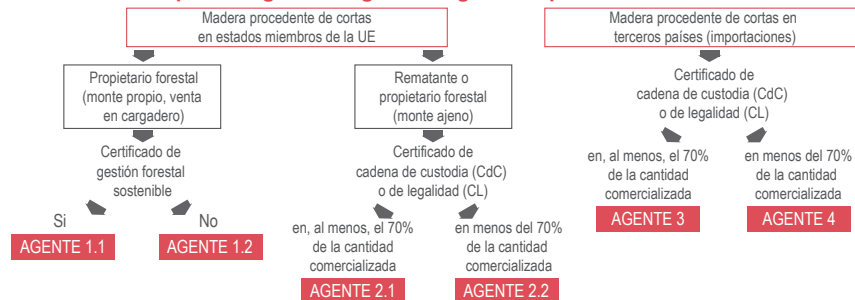 Madera procedente de cortas
en estados miembros de la UE
Madera procedente de cortas en
terceros países (importaciones)
Propietario forestal
(monte propio, venta
en cargadero)
Rematante o
propietario forestal
(monte ajeno)
Certificado de
cadena de custodia (CdC)
o de legalidad (CL)
Certificado de
gestión forestal
sostenible
Certificado de
cadena de custodia (CdC)
o de legalidad (CL)
en, al menos, el 70%
de la cantidad
comercializada
en menos del 70%
de la cantidad
comercializada
Si
No
AGENTE 1.1
AGENTE 1.2
en, al menos, el 70%
de la cantidad
comercializada
en menos del 70%
de la cantidad
comercializada
AGENTE 3
AGENTE 4
AGENTE 2.1
AGENTE 2.2